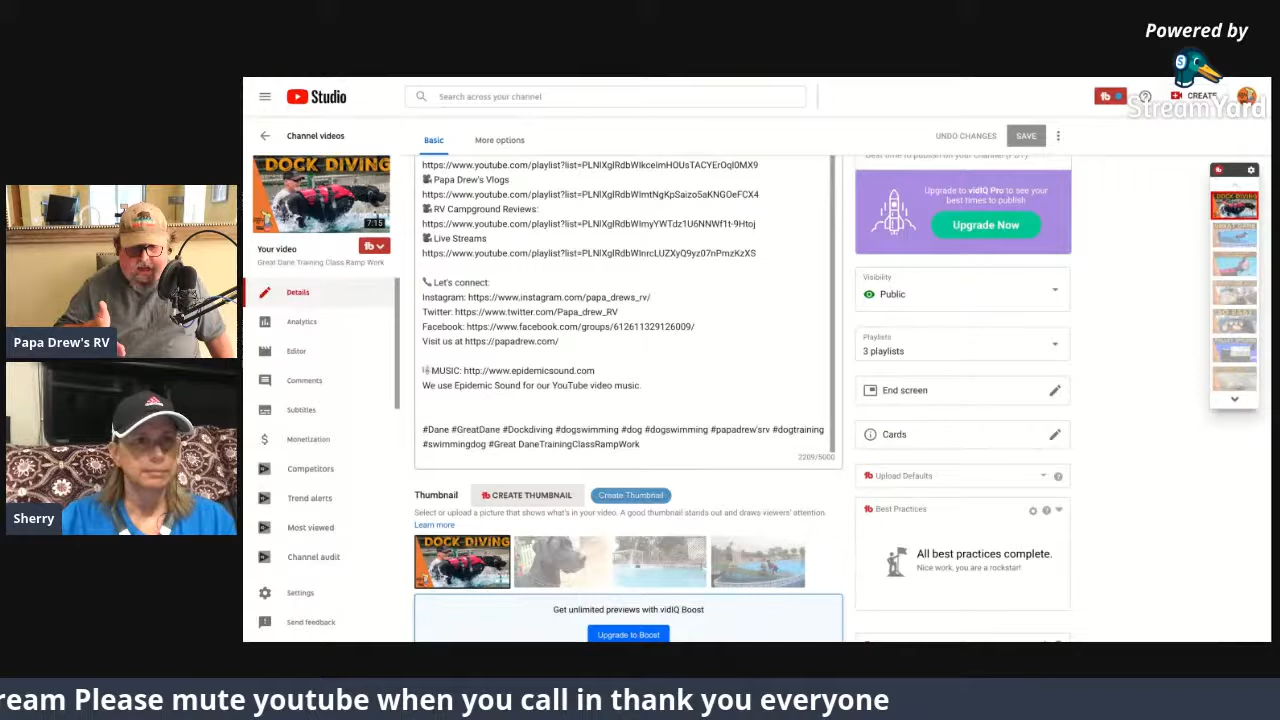 Powered by
StreamYard
Studio
Search across your channel
CREATE
Channel videos
Basic
More options
UNDO CHANGES
SAVE
DOCK DIVING
7:15
Your video
Great Dane Training Class Ramp Work
Details
Analytics
Editor
Comments
Subtitles
Monetization
Competitors
Trend alerts
Most viewed
Channel audit
Settings
Send feedback
https://www.youtube.com/playlist?list=PLNlXglRdbWIkcelmHOUsTACYErOqI0MX9
Papa Drew's Vlogs
https://www.youtube.com/playlist?list=PLNlXglRdbWImtNgKpSaizo5aKNGOeFCX4
RV Campground Reviews:
https://www.youtube.com/playlist?list=PLNlXglRdbWImyYWTdz1U6NNWf1t-9Htoj
Live Streams
https://www.youtube.com/playlist?list=PLNlXglRdbWInrcLUZXyQ9yz07nPmzKzXS
Let's connect:
Instagram: https://www.instagram.com/papa_drews_rv/
Twitter: https://www.twitter.com/Papa_drew_RV
Facebook: https://www.facebook.com/groups/612611329126009/
Visit us at https://papadrew.com/
MUSIC: http://www.epidemicsound.com
We use Epidemic Sound for our YouTube video music.
#Dane #GreatDane #Dockdiving #dogswimming #dog #dogswimming #papadrew'srv #dogtraining
#swimmingdog #Great DaneTrainingClassRampWork
2209/5000
Thumbnail
CREATE THUMBNAIL
Create Thumbnail
Select or upload a picture that shows what's in your video. A good thumbnail stands out and draws viewers' attention.
Learn more
DOCK DIVING
Get unlimited previews with vidIQ Boost
Upgrade to Boost
Upgrade to vidIQ Pro to see your
best times to publish
Upgrade Now
Visibility
Public
Playlists
3 playlists
End screen
Cards
Upload Defaults
Best Practices
All best practices complete.
Nice work, you are a rockstar!
Papa Drew's RV
Sherry
ream Please mute youtube when you call in thank you everyone